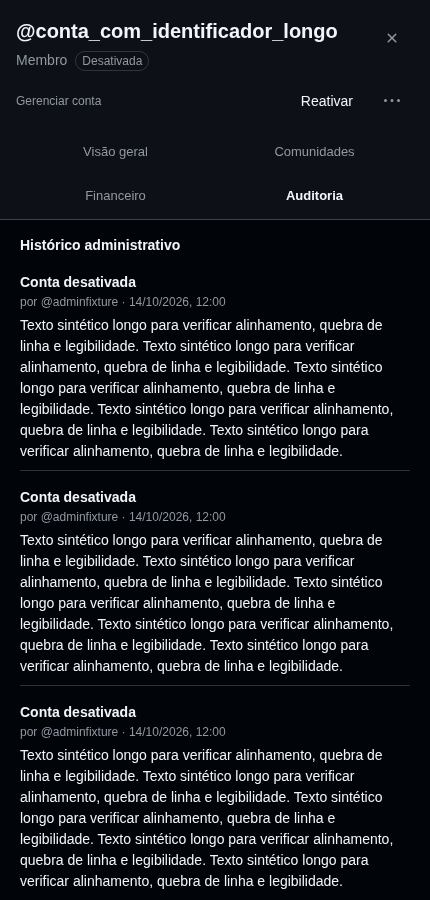 @conta_com_identificador_longo
×
Membro Desativada
Gerenciar conta Reativar ···
Visão geral Comunidades
Financeiro Auditoria
Histórico administrativo
Conta desativada
por @adminfixture · 14/10/2026, 12:00
Texto sintético longo para verificar alinhamento, quebra de
linha e legibilidade. Texto sintético longo para verificar
alinhamento, quebra de linha e legibilidade. Texto sintético
longo para verificar alinhamento, quebra de linha e
legibilidade. Texto sintético longo para verificar alinhamento,
quebra de linha e legibilidade. Texto sintético longo para
verificar alinhamento, quebra de linha e legibilidade.
Conta desativada
por @adminfixture · 14/10/2026, 12:00
Texto sintético longo para verificar alinhamento, quebra de
linha e legibilidade. Texto sintético longo para verificar
alinhamento, quebra de linha e legibilidade. Texto sintético
longo para verificar alinhamento, quebra de linha e
legibilidade. Texto sintético longo para verificar alinhamento,
quebra de linha e legibilidade. Texto sintético longo para
verificar alinhamento, quebra de linha e legibilidade.
Conta desativada
por @adminfixture · 14/10/2026, 12:00
Texto sintético longo para verificar alinhamento, quebra de
linha e legibilidade. Texto sintético longo para verificar
alinhamento, quebra de linha e legibilidade. Texto sintético
longo para verificar alinhamento, quebra de linha e
legibilidade. Texto sintético longo para verificar alinhamento,
quebra de linha e legibilidade. Texto sintético longo para
verificar alinhamento, quebra de linha e legibilidade.